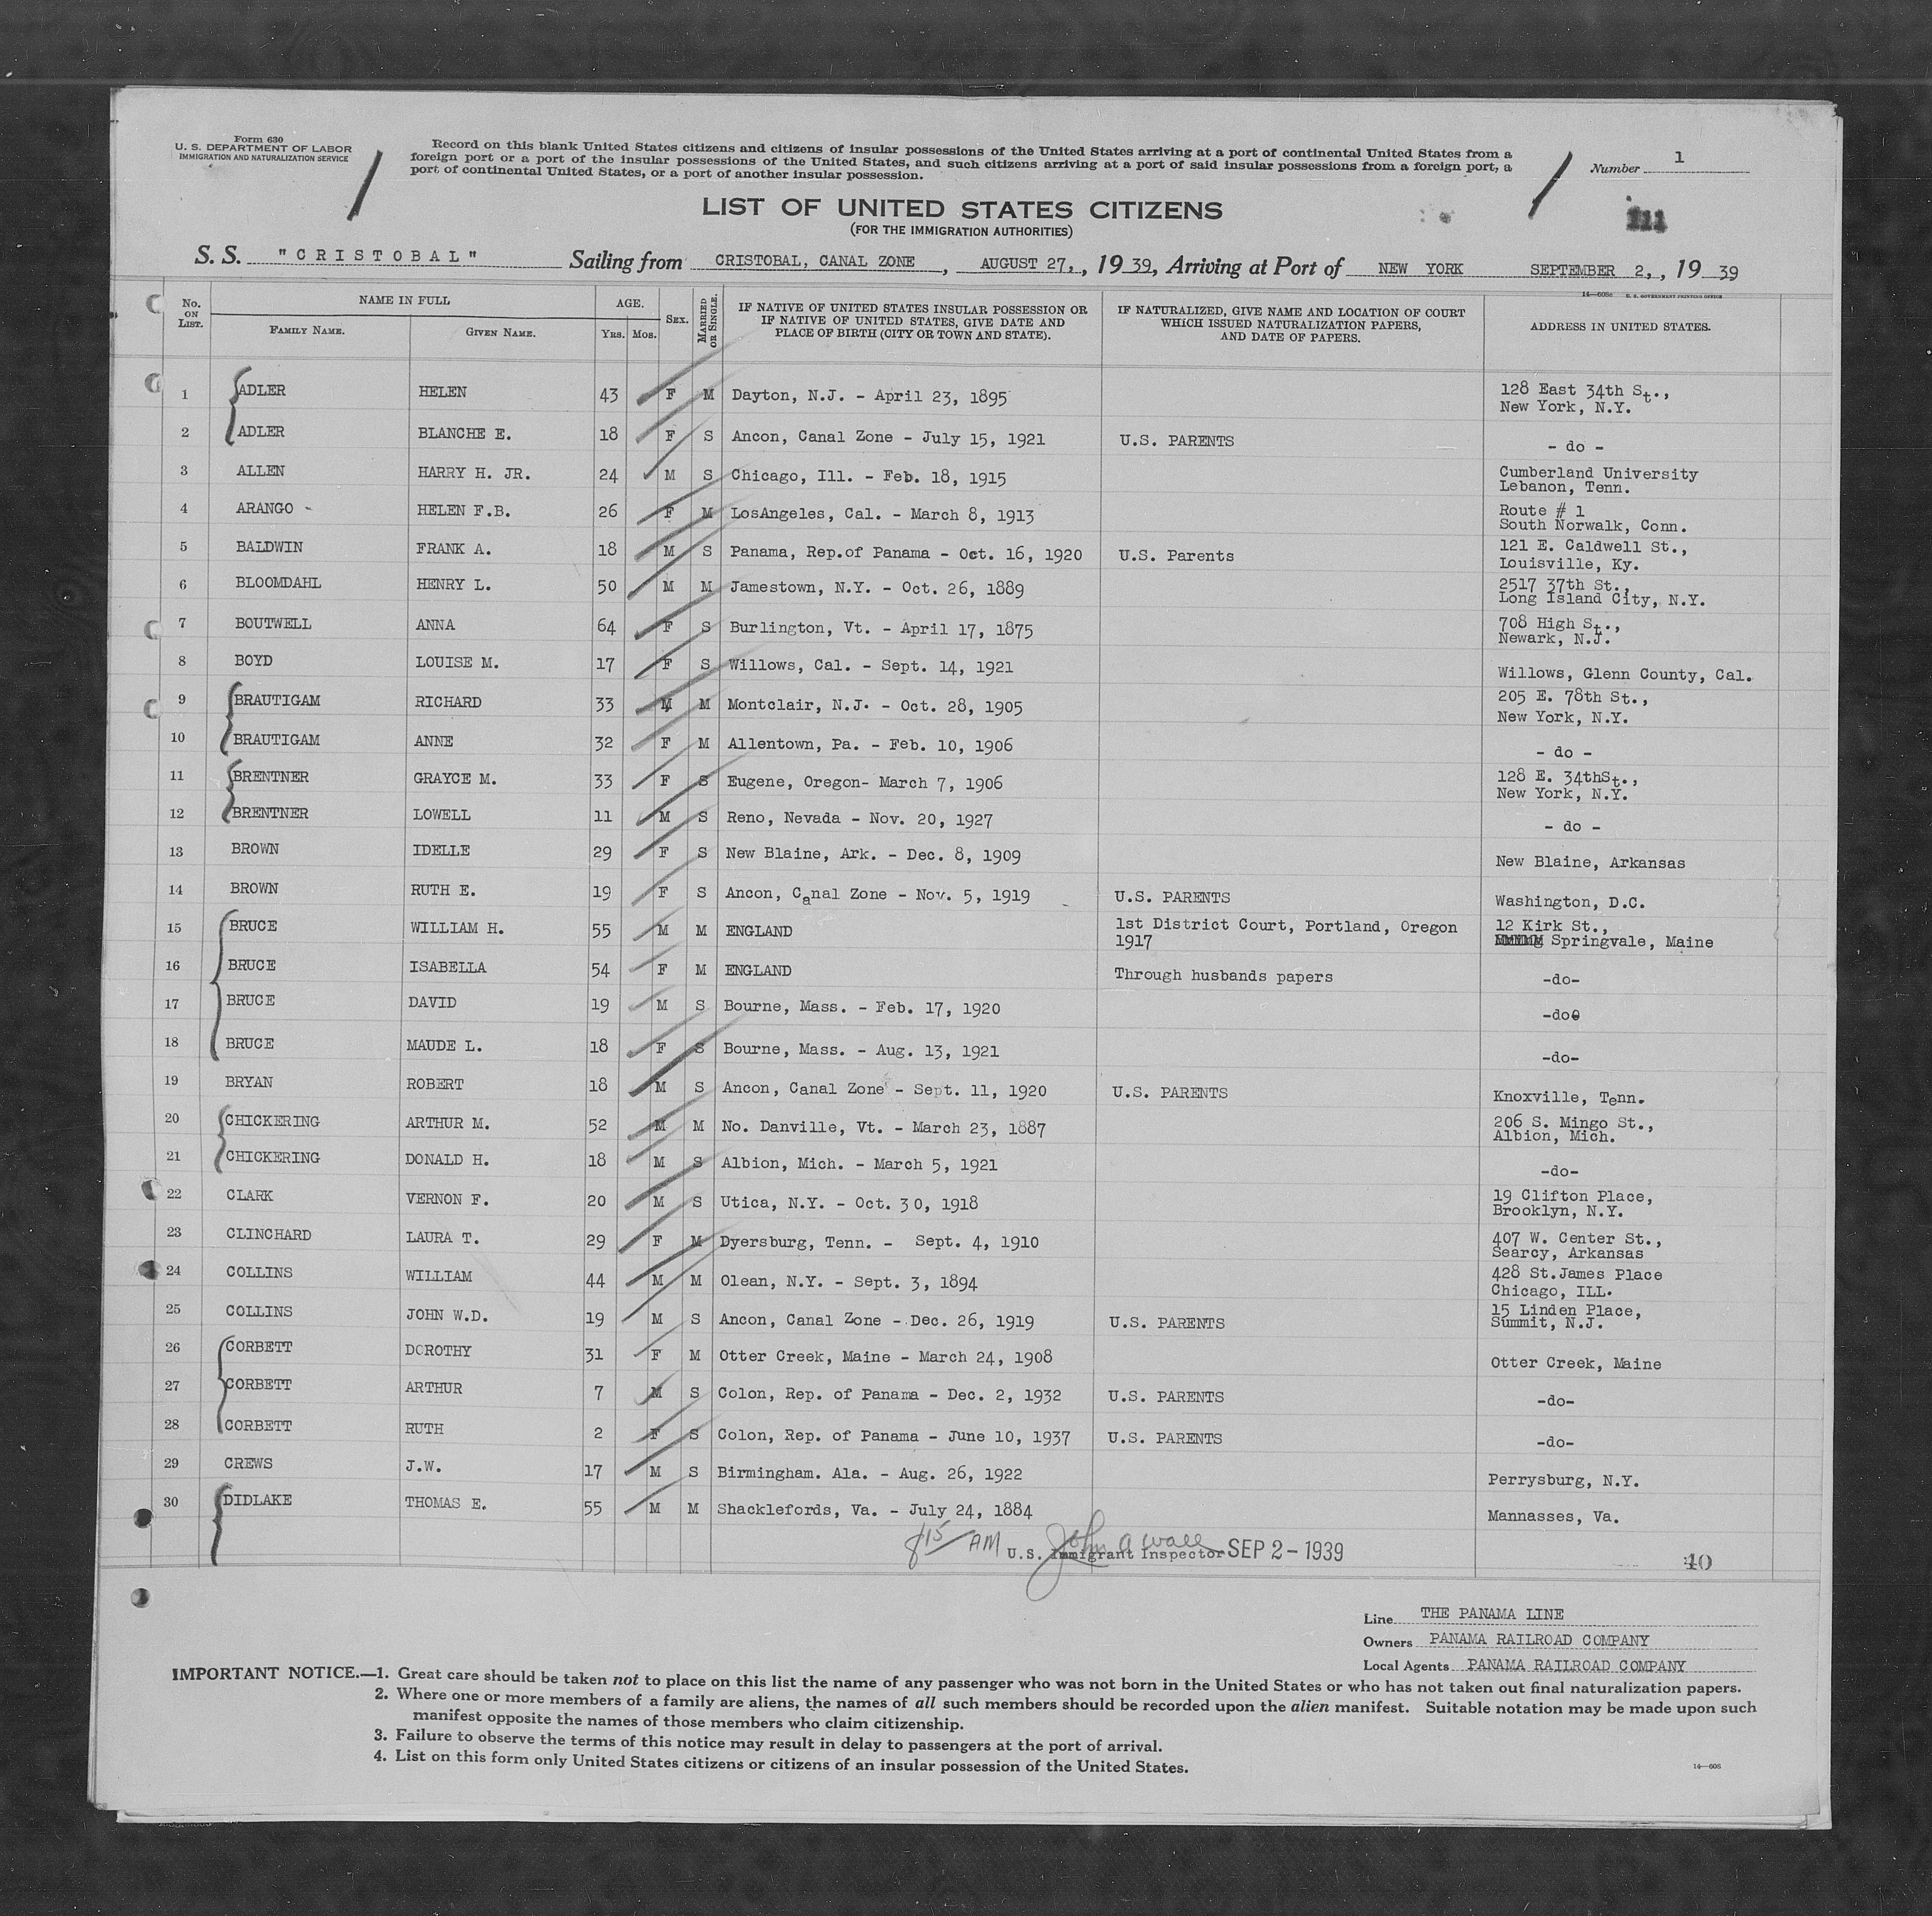 Form 630
U. S. DEPARTMENT OF LABOR
IMMIGRATION AND NATURALIZATION SERVICE
Record on this blank United States citizens and citizens of insular possessions of the United States arriving at a port of continental United States from a
foreign port or a port of the insular possessions of the United States, and such citizens arriving at a port of said insular possessions from a foreign port, a
port of continental United States, or a port of another insular possession.
Number 1
LIST OF UNITED STATES CITIZENS
(FOR THE IMMIGRATION AUTHORITIES)
S. S. "CRISTOBAL" Sailing from CRISTOBAL, CANAL ZONE, AUGUST 27,, 1939, Arriving at Port of NEW YORK SEPTEMBER 2,, 1939
14—608c U. S. GOVERNMENT PRINTING OFFICE
No. ON LIST. NAME IN FULL FAMILY NAME. GIVEN NAME. AGE. Yrs. Mos. SEX. MARRIED OR SINGLE. IF NATIVE OF UNITED STATES INSULAR POSSESSION OR IF NATIVE OF UNITED STATES, GIVE DATE AND PLACE OF BIRTH (CITY OR TOWN AND STATE). IF NATURALIZED, GIVE NAME AND LOCATION OF COURT WHICH ISSUED NATURALIZATION PAPERS, AND DATE OF PAPERS. ADDRESS IN UNITED STATES.
1 ADLER HELEN 43 F M Dayton, N.J. - April 23, 1895 128 East 34th St.,
New York, N.Y.
2 ADLER BLANCHE E. 18 F S Ancon, Canal Zone - July 15, 1921 U.S. PARENTS - do -
3 ALLEN HARRY H. JR. 24 M S Chicago, Ill. - Feb. 18, 1915 Cumberland University
Lebanon, Tenn.
4 ARANGO - HELEN F.B. 26 F M LosAngeles, Cal. - March 8, 1913 Route # 1
South Norwalk, Conn.
5 BALDWIN FRANK A. 18 M S Panama, Rep.of Panama - Oct. 16, 1920 U.S. Parents 121 E. Caldwell St.,
Louisville, Ky.
6 BLOOMDAHL HENRY L. 50 M M Jamestown, N.Y. - Oct. 26, 1889 2517 37th St.,
Long Island City, N.Y.
7 BOUTWELL ANNA 64 F S Burlington, Vt. - April 17, 1875 708 High St.,
Newark, N.J.
8 BOYD LOUISE M. 17 F S Willows, Cal. - Sept. 14, 1921 Willows, Glenn County, Cal.
9 BRAUTIGAM RICHARD 33 M M Montclair, N.J. - Oct. 28, 1905 205 E. 78th St.,
New York, N.Y.
10 BRAUTIGAM ANNE 32 F M Allentown, Pa. - Feb. 10, 1906 - do -
11 BRENTNER GRAYCE M. 33 F S Eugene, Oregon- March 7, 1906 128 E. 34thSt.,
New York, N.Y.
12 BRENTNER LOWELL 11 M S Reno, Nevada - Nov. 20, 1927 - do -
13 BROWN IDELLE 29 F S New Blaine, Ark. - Dec. 8, 1909 New Blaine, Arkansas
14 BROWN RUTH E. 19 F S Ancon, Canal Zone - Nov. 5, 1919 U.S. PARENTS Washington, D.C.
15 BRUCE WILLIAM H. 55 M M ENGLAND 1st District Court, Portland, Oregon 12 Kirk St.,
1917 Springvale, Maine
16 BRUCE ISABELLA 54 F M ENGLAND Through husbands papers -do-
17 BRUCE DAVID 19 M S Bourne, Mass. - Feb. 17, 1920 -do-
18 BRUCE MAUDE L. 18 F S Bourne, Mass. - Aug. 13, 1921 -do-
19 BRYAN ROBERT 18 M S Ancon, Canal Zone - Sept. 11, 1920 U.S. PARENTS Knoxville, Tenn.
20 CHICKERING ARTHUR M. 52 M M No. Danville, Vt. - March 23, 1887 206 S. Mingo St.,
Albion, Mich.
21 CHICKERING DONALD H. 18 M S Albion, Mich. - March 5, 1921 -do-
22 CLARK VERNON F. 20 M S Utica, N.Y. - Oct. 30, 1918 19 Clifton Place,
Brooklyn, N.Y.
23 CLINCHARD LAURA T. 29 F M Dyersburg, Tenn. - Sept. 4, 1910 407 W. Center St.,
Searcy, Arkansas
24 COLLINS WILLIAM 44 M M Olean, N.Y. - Sept. 3, 1894 428 St.James Place
Chicago, ILL.
25 COLLINS JOHN W.D. 19 M S Ancon, Canal Zone - Dec. 26, 1919 U.S. PARENTS 15 Linden Place,
Summit, N.J.
26 CORBETT DOROTHY 31 F M Otter Creek, Maine - March 24, 1908 Otter Creek, Maine
27 CORBETT ARTHUR 7 M S Colon, Rep. of Panama - Dec. 2, 1932 U.S. PARENTS -do-
28 CORBETT RUTH 2 F S Colon, Rep. of Panama - June 10, 1937 U.S. PARENTS -do-
29 CREWS J.W. 17 M S Birmingham. Ala. - Aug. 26, 1922 Perrysburg, N.Y.
30 DIDLAKE THOMAS E. 55 M M Shacklefords, Va. - July 24, 1884 Mannasses, Va.
8 15 AM John A Wall
U.S. Immigrant Inspector SEP 2 - 1939 40
Line THE PANAMA LINE
Owners PANAMA RAILROAD COMPANY
Local Agents PANAMA RAILROAD COMPANY
IMPORTANT NOTICE.—1. Great care should be taken not to place on this list the name of any passenger who was not born in the United States or who has not taken out final naturalization papers.
2. Where one or more members of a family are aliens, the names of all such members should be recorded upon the alien manifest. Suitable notation may be made upon such
manifest opposite the names of those members who claim citizenship.
3. Failure to observe the terms of this notice may result in delay to passengers at the port of arrival.
4. List on this form only United States citizens or citizens of an insular possession of the United States.
14—608